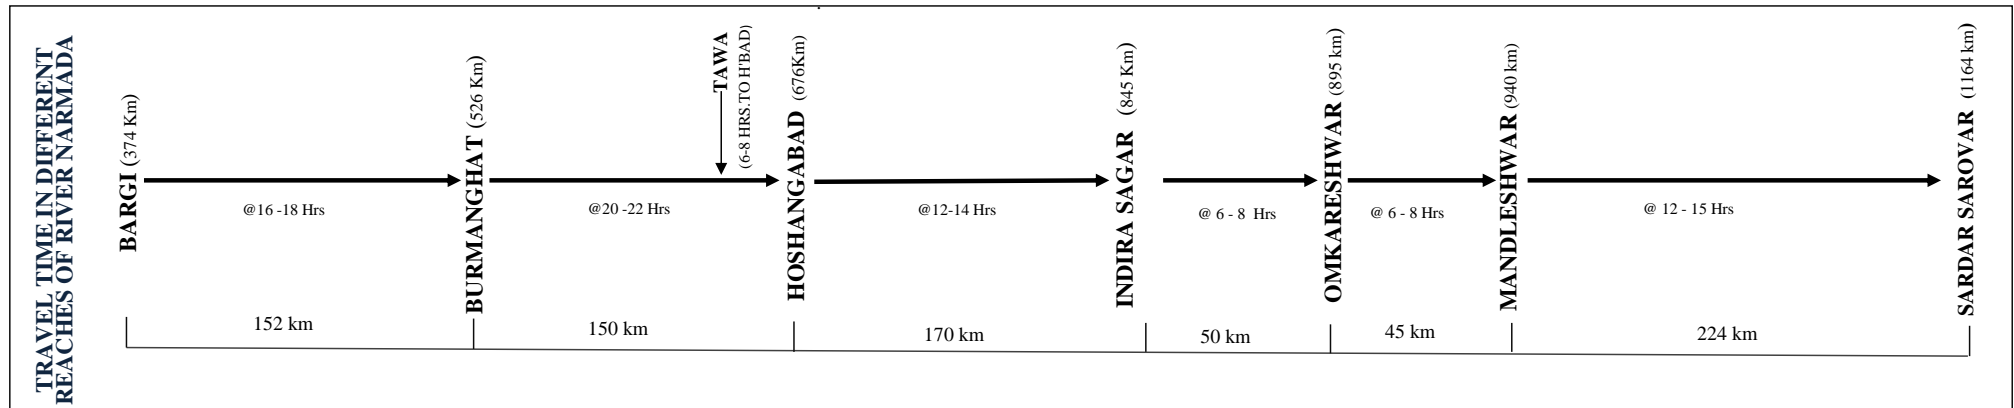 TRAVEL TIME IN DIFFERENT
REACHES OF RIVER NARMADA
BARGI (374 Km)
@16 -18 Hrs
BURMANGHAT (526 Km)
@20 -22 Hrs
TAWA
(6-8 HRS.TO H'BAD)
HOSHANGABAD (676Km)
@12-14 Hrs
INDIRA SAGAR (845 Km)
@ 6 - 8 Hrs
OMKARESHWAR (895 km)
@ 6 - 8 Hrs
MANDLESHWAR (940 km)
@ 12 - 15 Hrs
SARDAR SAROVAR (1164 km)
152 km
150 km
170 km
50 km
45 km
224 km